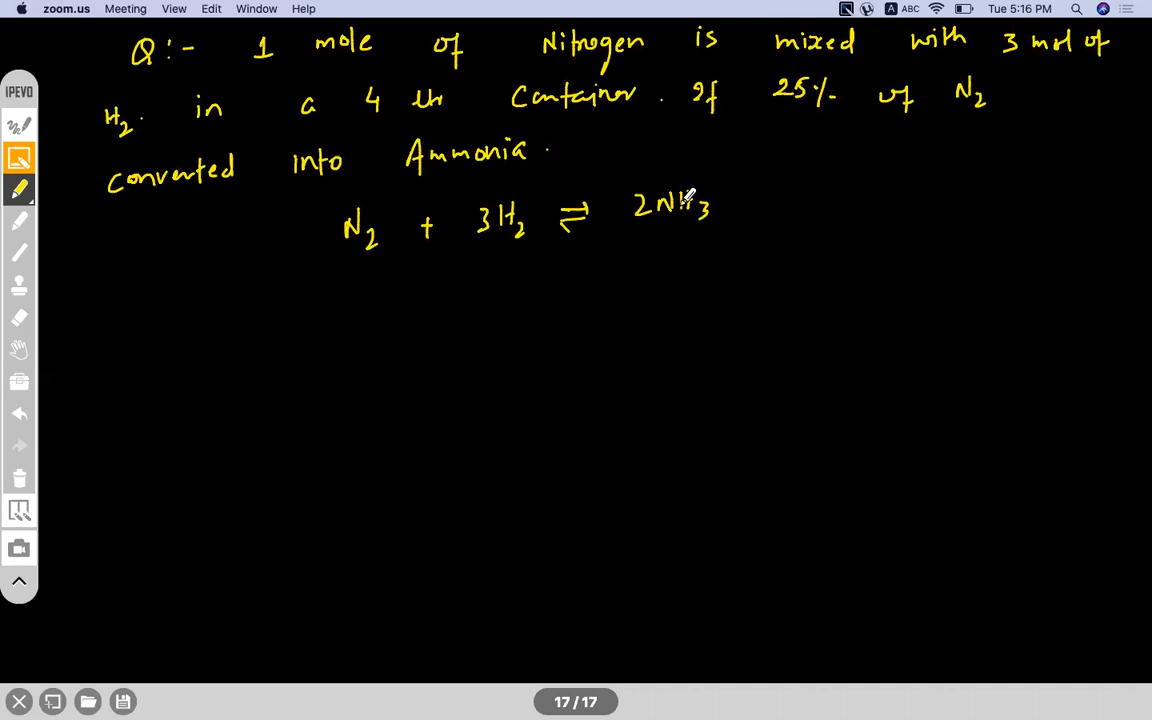 zoom.us Meeting View Edit Window Help ABC Tue 5:16 PM
Q:- 1 mole of Nitrogen is mixed with 3 mol of
IPEVO
H₂. in a 4 ltr Container. If 25% of N₂
converted into Ammonia.
N₂ + 3H₂ ⇌ 2NH₃
17/17